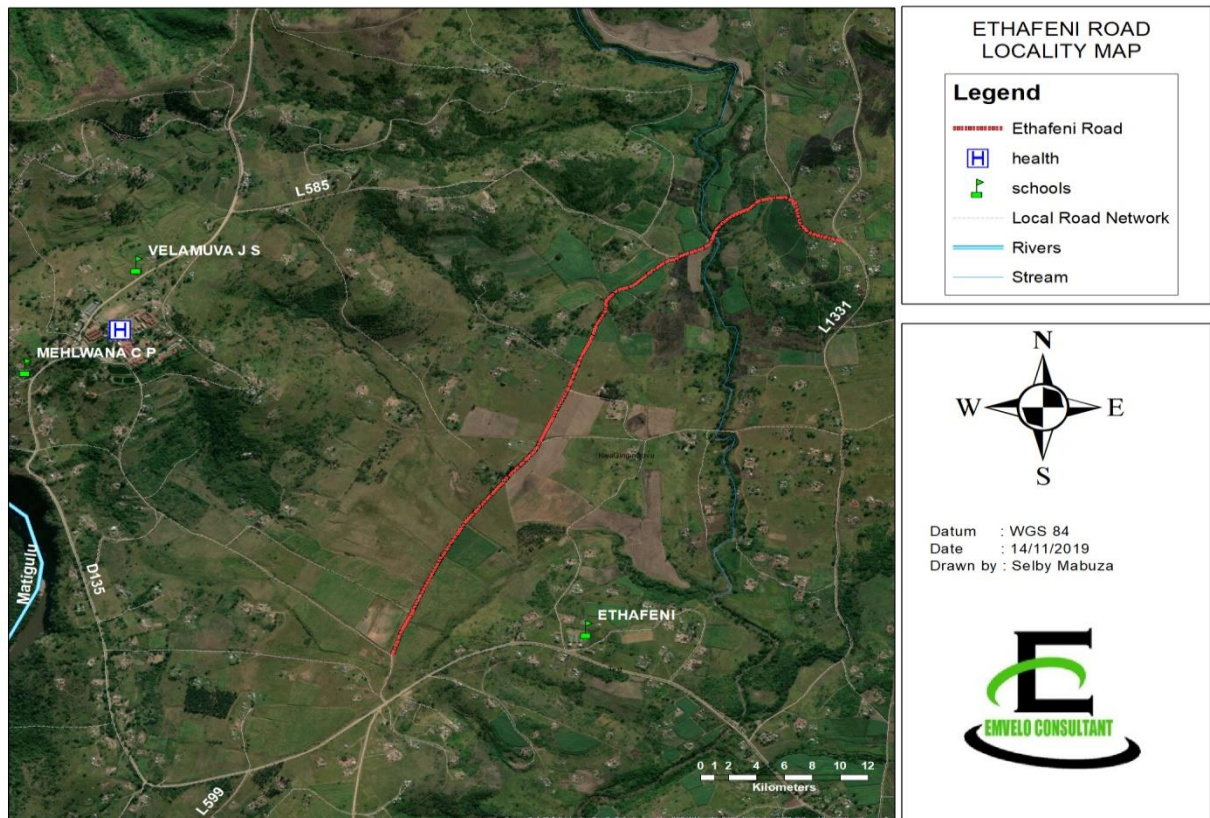 L585
VELAMUVA J S
H
MEHLWANA C P
L1331
Matigulu
D135
ETHAFENI
L599
0 1 2 4 6 8 10 12
Kilometers
ETHAFENI ROAD
LOCALITY MAP
Legend
Ethafeni Road
H health
schools
Local Road Network
Rivers
Stream
N
W E
S
Datum : WGS 84
Date : 14/11/2019
Drawn by : Selby Mabuza
E
EMVELO CONSULTANT